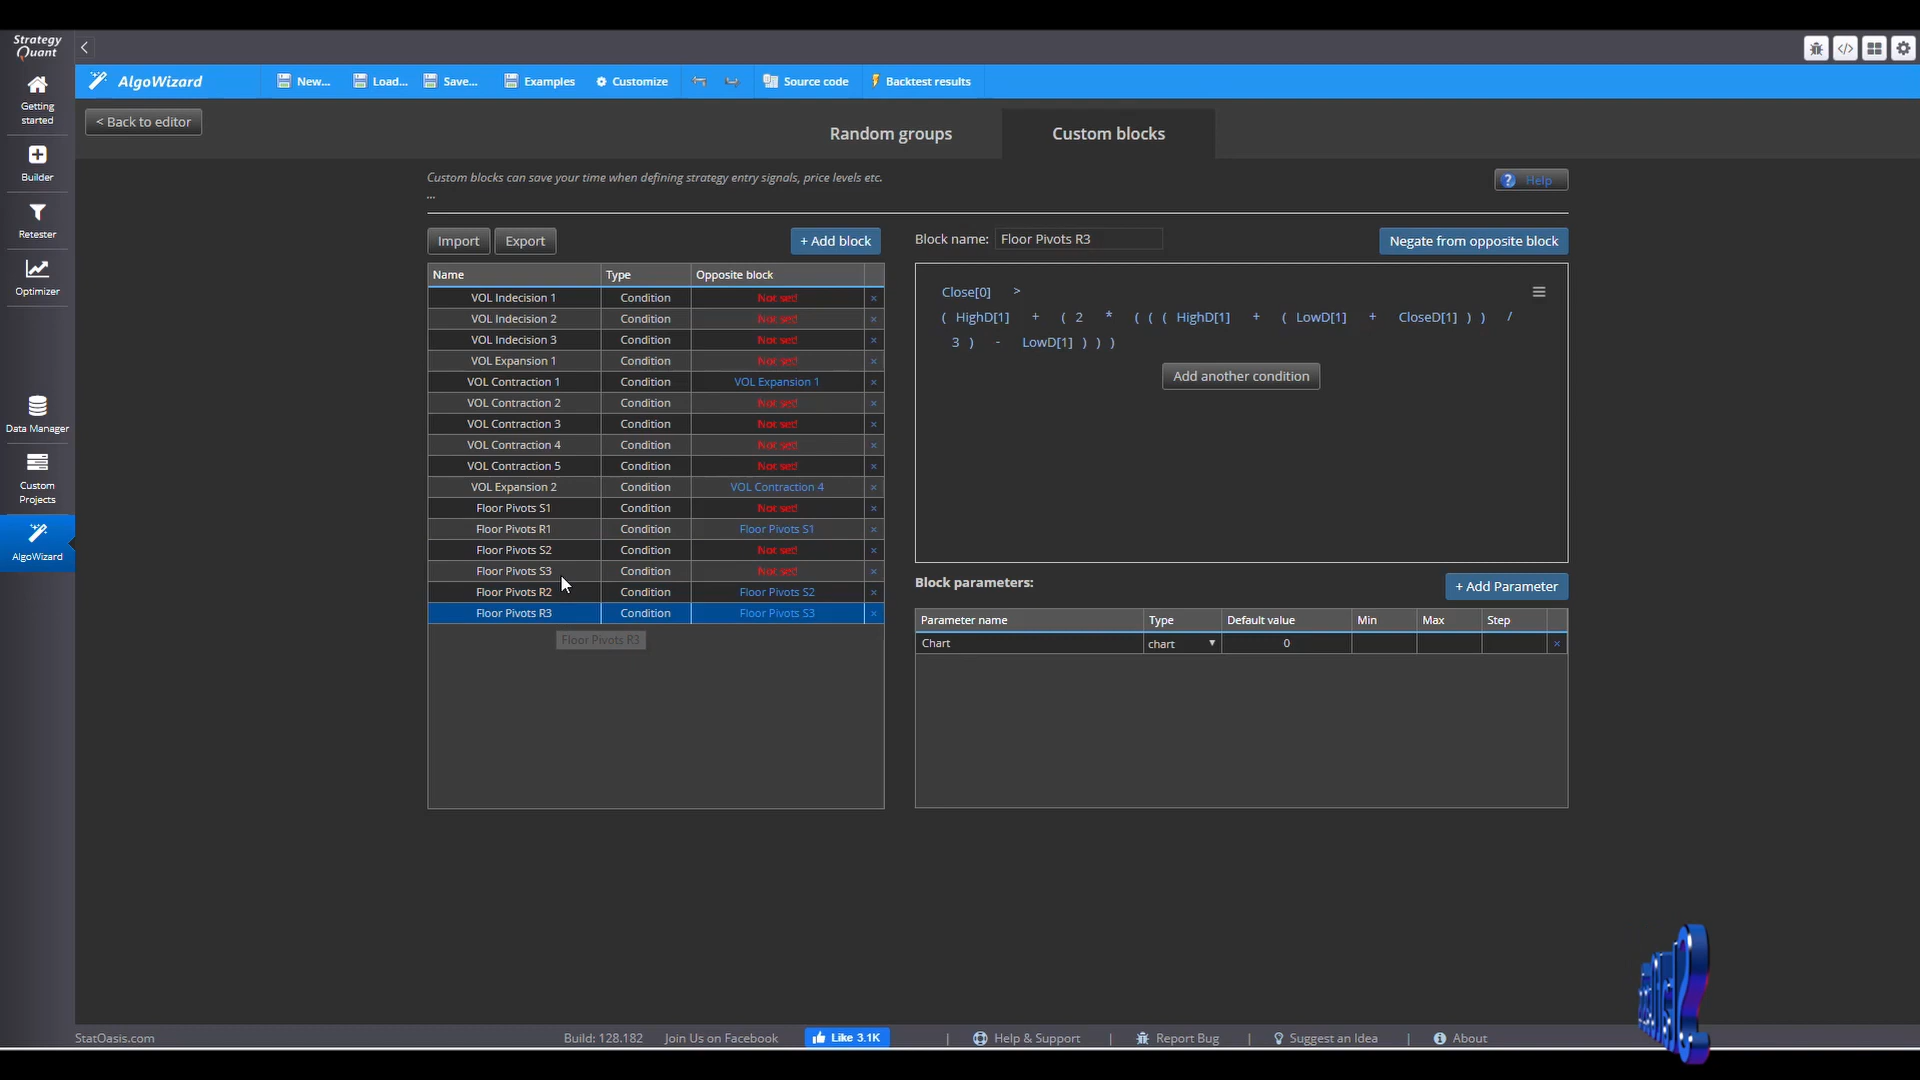 Strategy
Quant
AlgoWizard
New...
Load...
Save...
Examples
Customize
Source code
Backtest results
Getting
started
Builder
Retester
Optimizer
Data Manager
Custom
Projects
AlgoWizard
< Back to editor
Random groups
Custom blocks
Custom blocks can save your time when defining strategy entry signals, price levels etc.
...
? Help
Import
Export
+ Add block
Name Type Opposite block
VOL Indecision 1 Condition Not set! ×
VOL Indecision 2 Condition Not set! ×
VOL Indecision 3 Condition Not set! ×
VOL Expansion 1 Condition Not set! ×
VOL Contraction 1 Condition VOL Expansion 1 ×
VOL Contraction 2 Condition Not set! ×
VOL Contraction 3 Condition Not set! ×
VOL Contraction 4 Condition Not set! ×
VOL Contraction 5 Condition Not set! ×
VOL Expansion 2 Condition VOL Contraction 4 ×
Floor Pivots S1 Condition Not set! ×
Floor Pivots R1 Condition Floor Pivots S1 ×
Floor Pivots S2 Condition Not set! ×
Floor Pivots S3 Condition Not set! ×
Floor Pivots R2 Condition Floor Pivots S2 ×
Floor Pivots R3 Condition Floor Pivots S3 ×
Floor Pivots R3
Block name: Floor Pivots R3
Negate from opposite block
Close[0] >
( HighD[1] + ( 2 * ( ( ( HighD[1] + ( LowD[1] + CloseD[1] ) ) /
3 ) - LowD[1] ) ) )
Add another condition
Block parameters:
+ Add Parameter
Parameter name Type Default value Min Max Step
Chart chart 0 ×
StatOasis.com
Build: 128.182
Join Us on Facebook
Like 3.1K
| Help & Support | Report Bug | Suggest an Idea | About